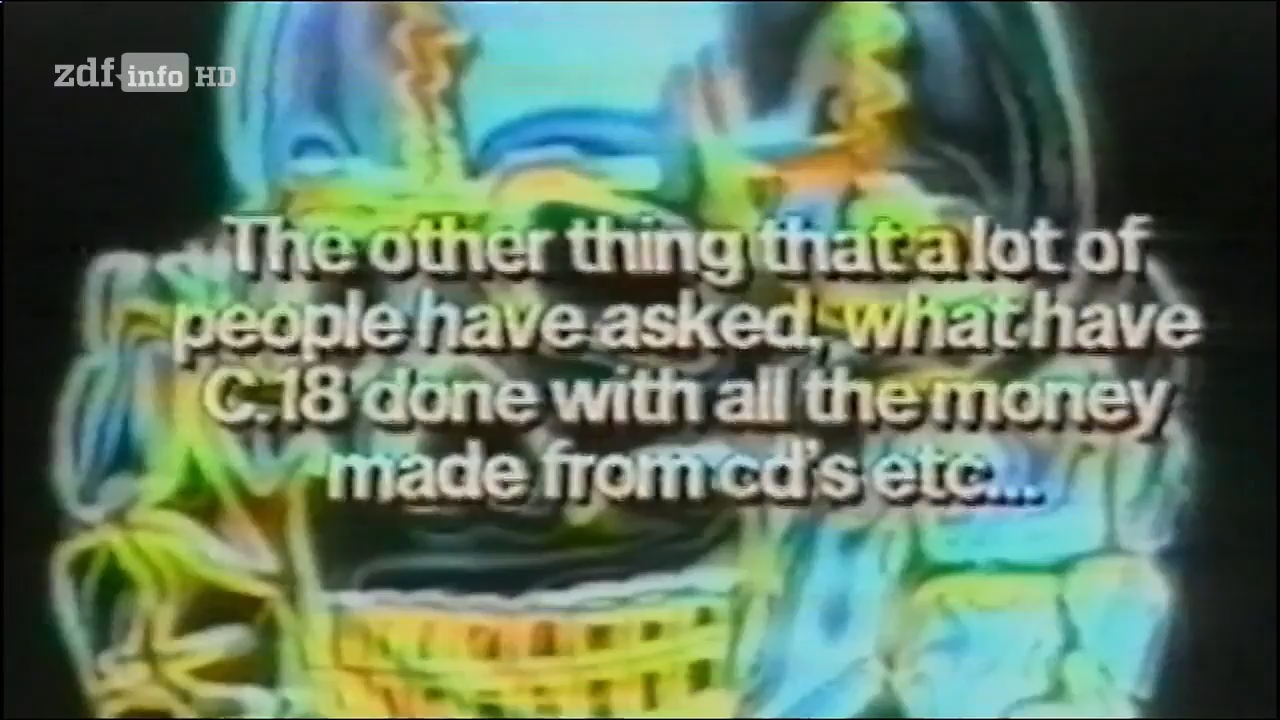 zdf info HD
The other thing that a lot of
people have asked, what have
C.18 done with all the money
made from cd's etc...